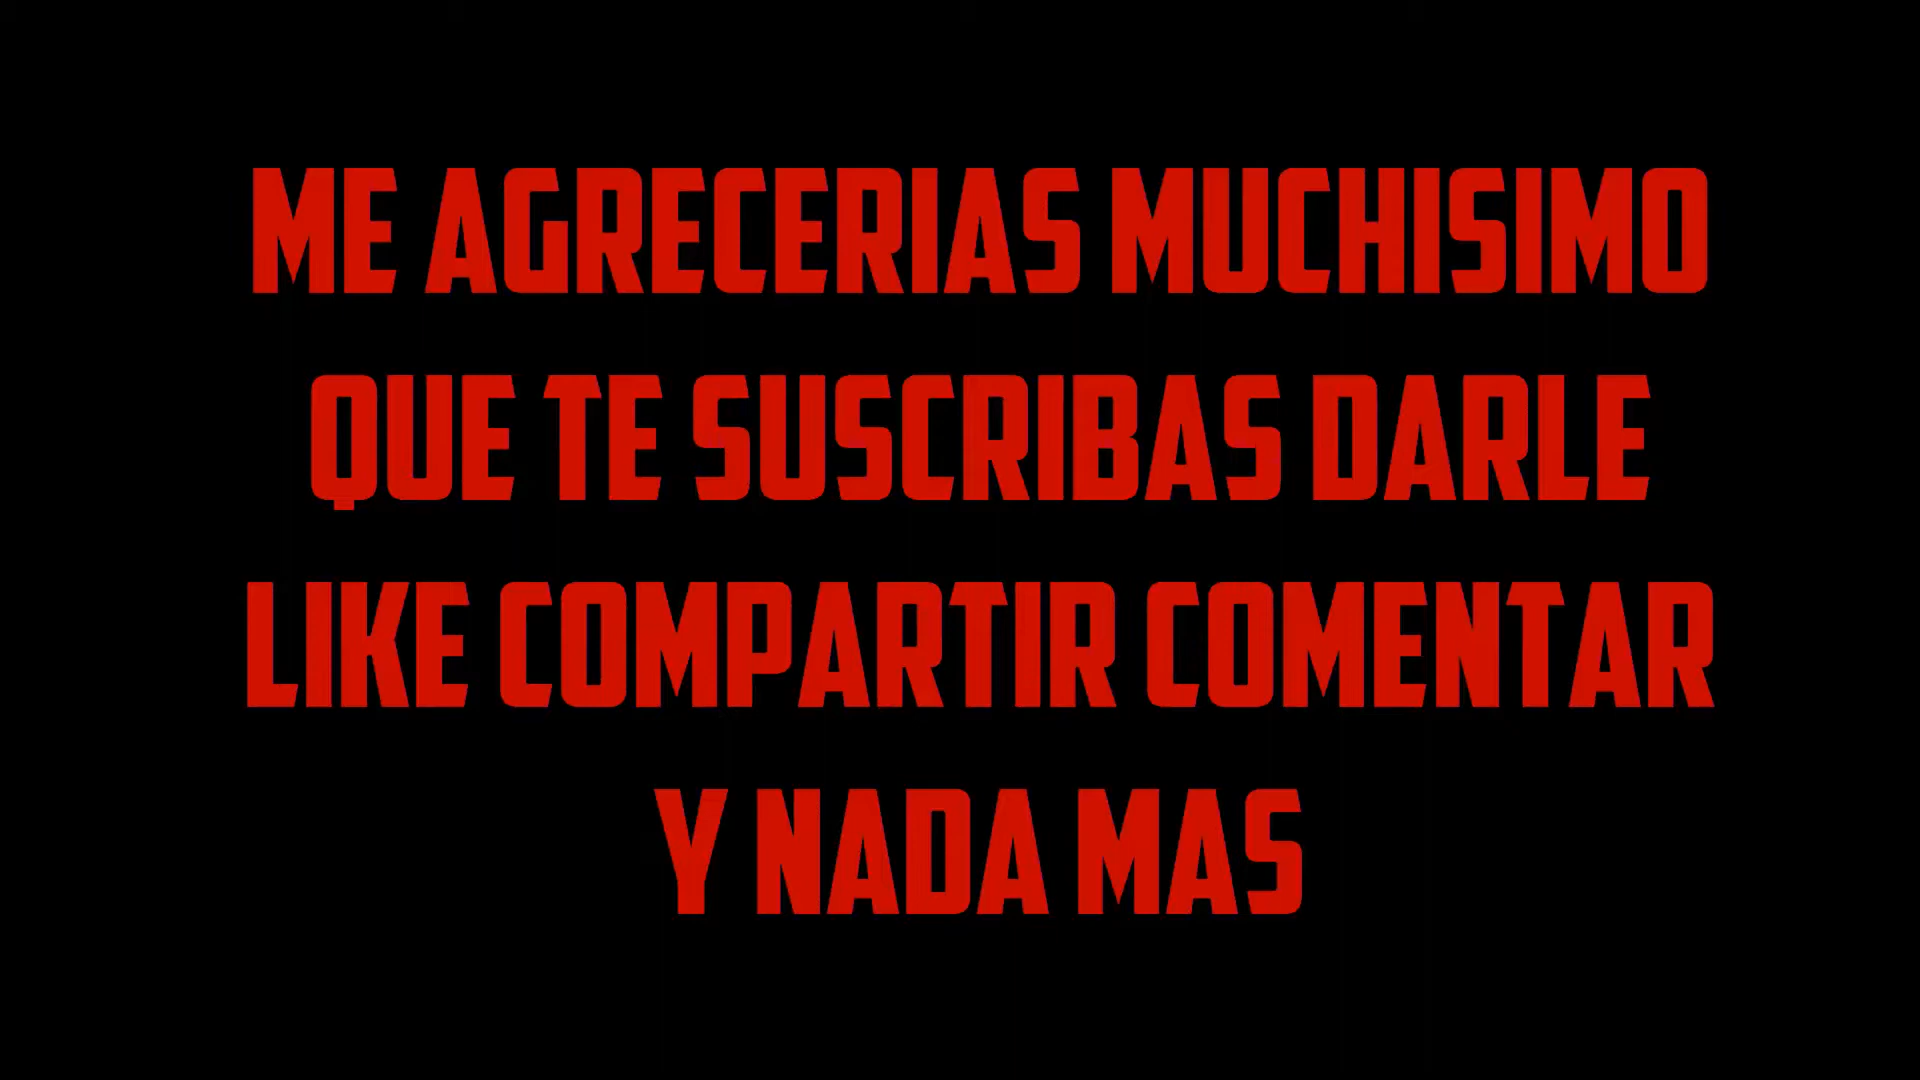 ME AGRECERIAS MUCHISIMO
QUE TE SUSCRIBAS DARLE
LIKE COMPARTIR COMENTAR
Y NADA MAS